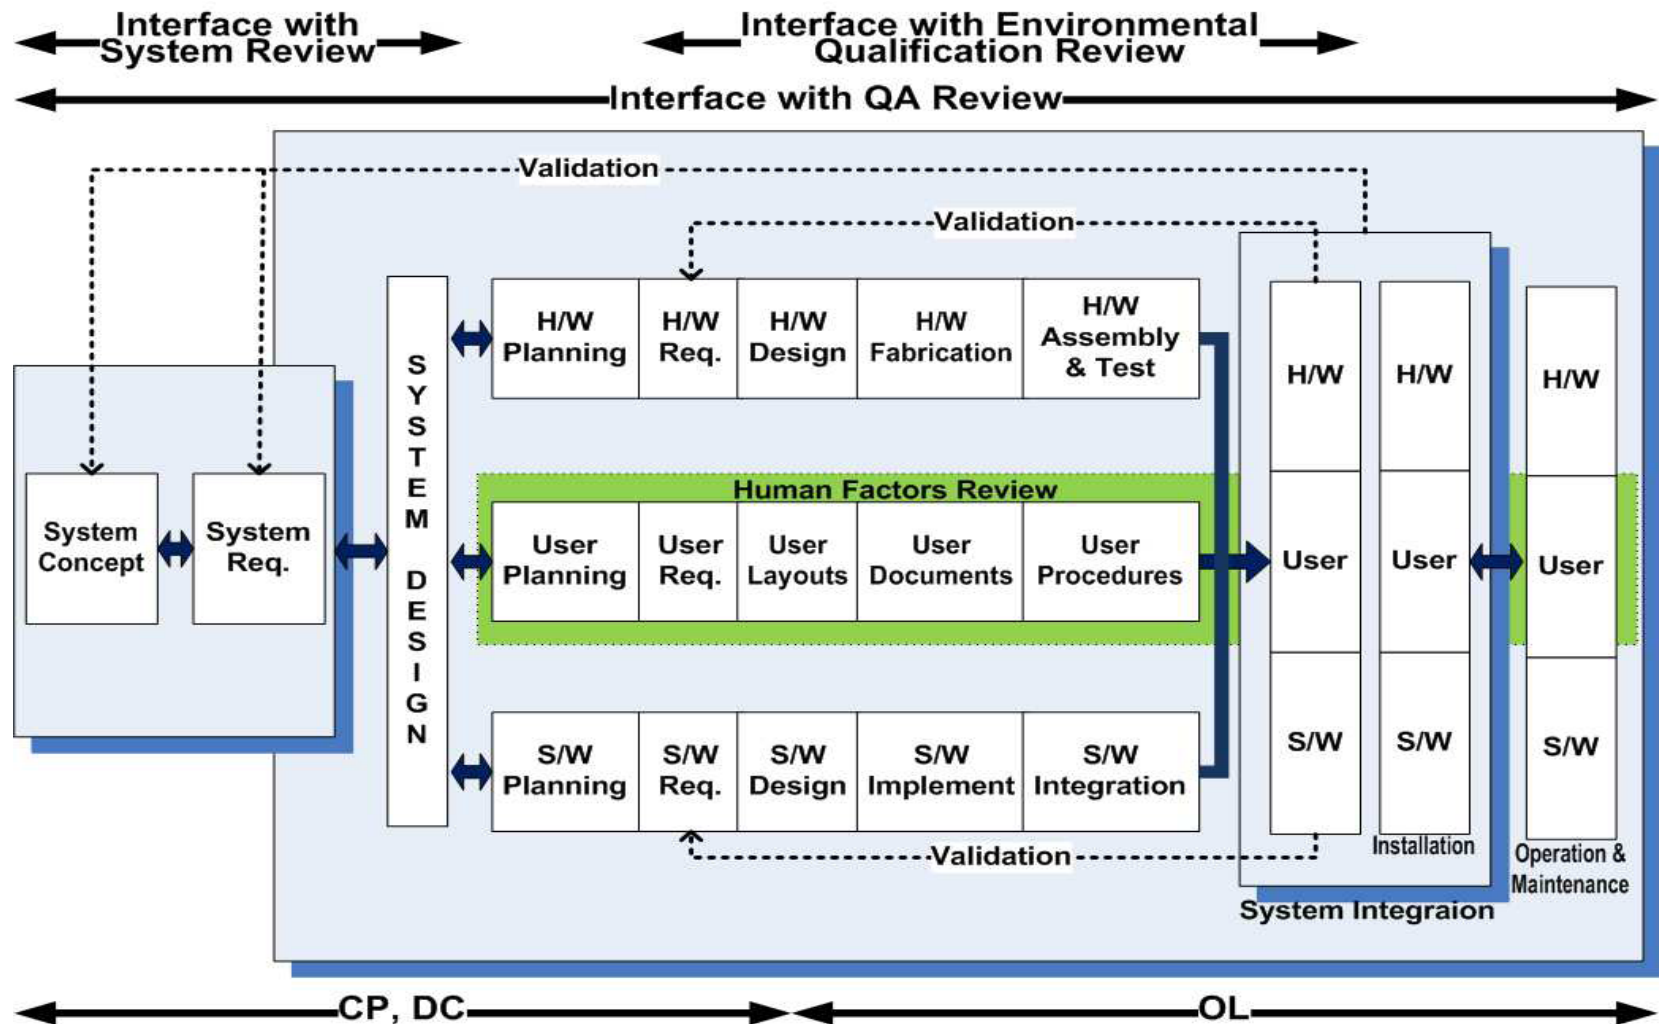 Interface with
System Review
Interface with Environmental
Qualification Review
Interface with QA Review
Validation
Validation
SYSTEM DESIGN
H/W
Planning
H/W
Req.
H/W
Design
H/W
Fabrication
H/W
Assembly
& Test
System
Concept
System
Req.
Human Factors Review
User
Planning
User
Req.
User
Layouts
User
Documents
User
Procedures
S/W
Planning
S/W
Req.
S/W
Design
S/W
Implement
S/W
Integration
Validation
H/W
User
S/W
H/W
User
S/W
Installation
System Integraion
H/W
User
S/W
Operation &
Maintenance
CP, DC
OL